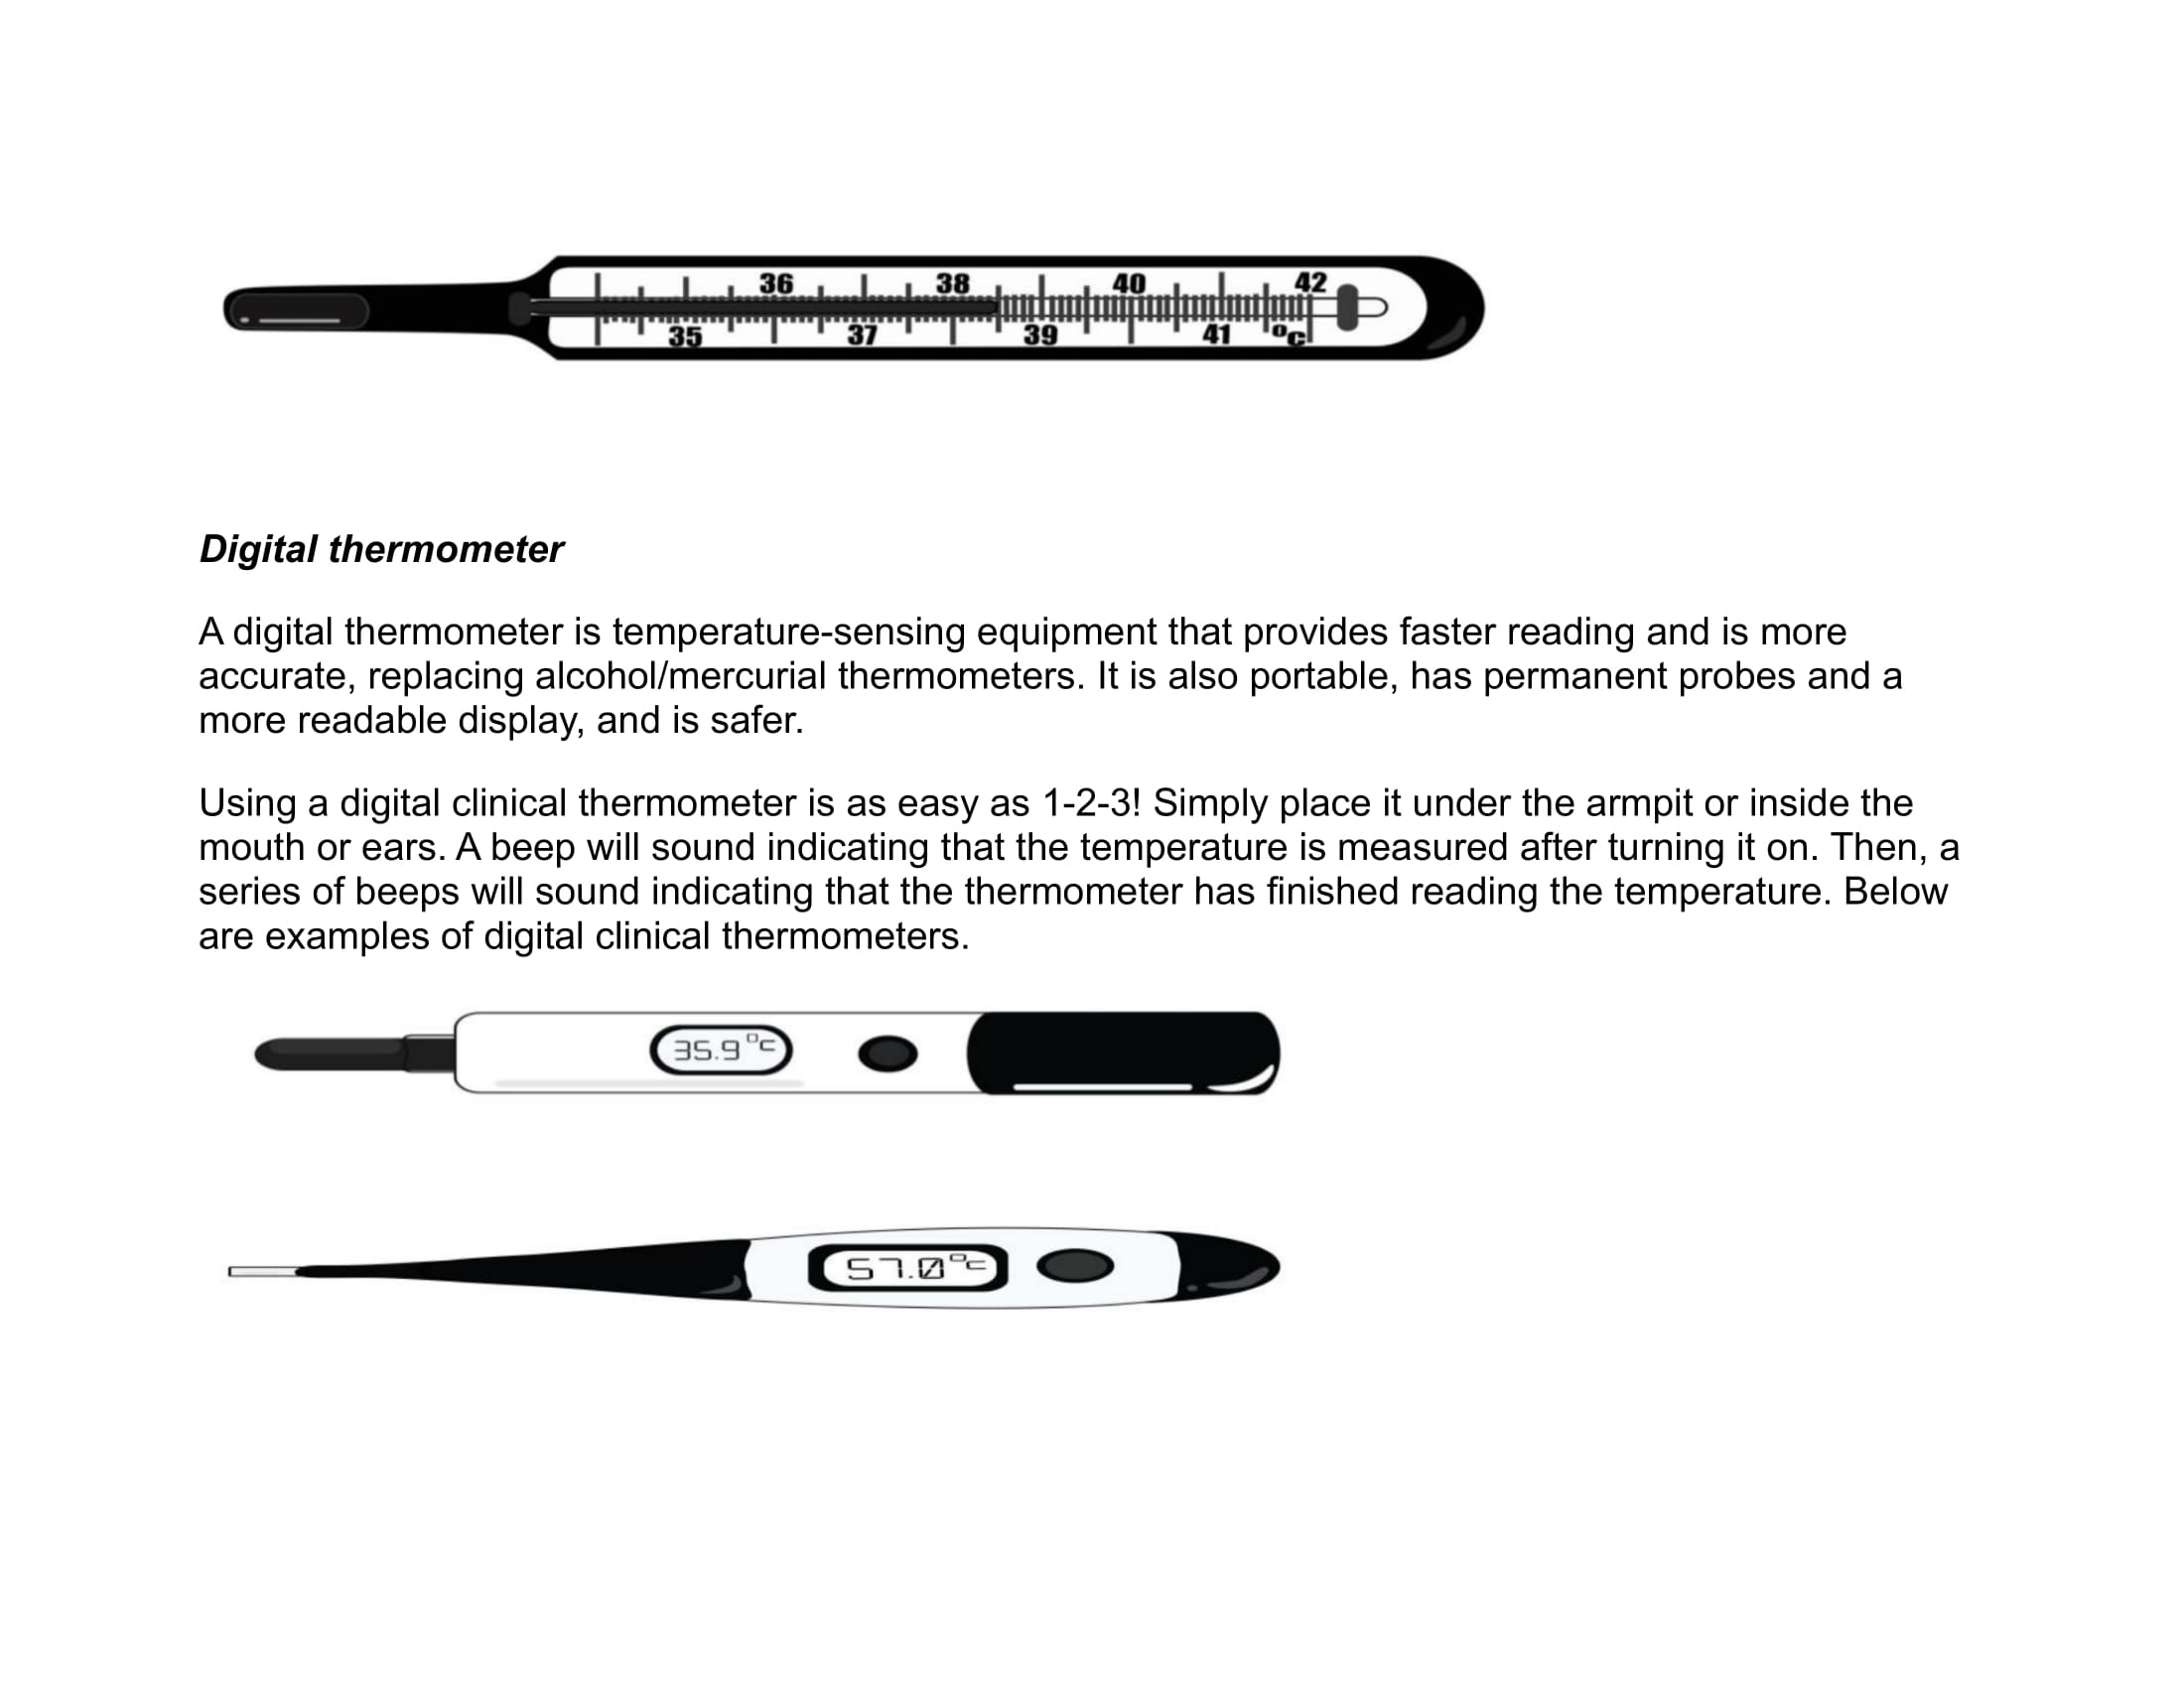 36 38 40 42
35 37 39 41 °C
Digital thermometer
A digital thermometer is temperature-sensing equipment that provides faster reading and is more
accurate, replacing alcohol/mercurial thermometers. It is also portable, has permanent probes and a
more readable display, and is safer.
Using a digital clinical thermometer is as easy as 1-2-3! Simply place it under the armpit or inside the
mouth or ears. A beep will sound indicating that the temperature is measured after turning it on. Then, a
series of beeps will sound indicating that the thermometer has finished reading the temperature. Below
are examples of digital clinical thermometers.
35.9°C
57.0°C